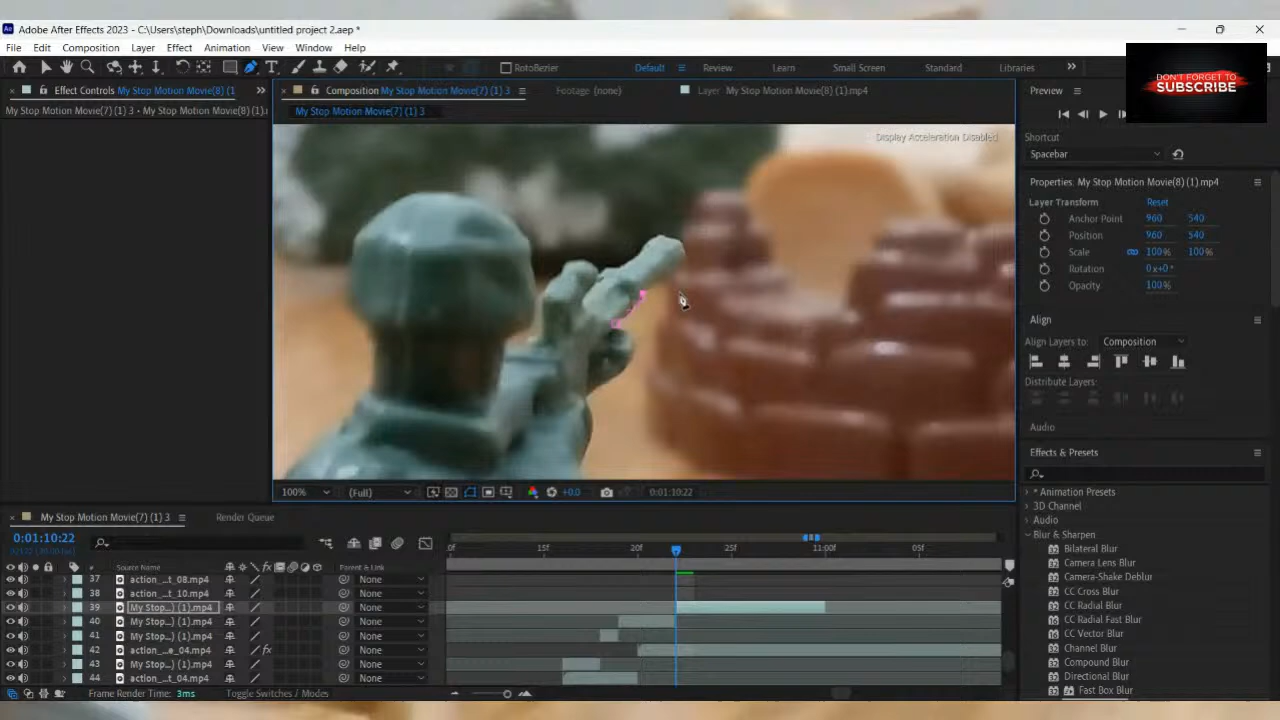 Ae Adobe After Effects 2023 - C:\Users\steph\Downloads\untitled project 2.aep *
File Edit Composition Layer Effect Animation View Window Help
RotoBezier Default Review Learn Small Screen Standard Libraries
DON'T FORGET TO
SUBSCRIBE
Effect Controls My Stop Motion Movie(8) (1
Composition My Stop Motion Movie(7) (1) 3
Footage (none)
Layer My Stop Motion Movie(8) (1).mp4
Preview
My Stop Motion Movie(7) (1) 3 • My Stop Motion Movie(8) (1).
My Stop Motion Movie(7) (1) 3
Display Acceleration Disabled
Shortcut
Spacebar
Properties: My Stop Motion Movie(8) (1).mp4
Layer Transform Reset
Anchor Point 960 540
Position 960 540
Scale 100% 100%
Rotation 0x+0°
Opacity 100%
Align
Align Layers to: Composition
Distribute Layers:
Audio
Effects & Presets
* Animation Presets
3D Channel
Audio
Blur & Sharpen
Bilateral Blur
Camera Lens Blur
Camera-Shake Deblur
CC Cross Blur
CC Radial Blur
CC Radial Fast Blur
CC Vector Blur
Channel Blur
Compound Blur
Directional Blur
Fast Box Blur
100% (Full) +0.0 0:01:10:22
My Stop Motion Movie(7) (1) 3 Render Queue
0:01:10:22
0f 15f 20f 25f 11:00f 05f
# Source Name Parent & Link
37 action_...t_08.mp4 None
38 action_...t_10.mp4 None
39 My Stop...) (1).mp4 None
40 My Stop...) (1).mp4 None
41 My Stop...) (1).mp4 None
42 action_...e_04.mp4 fx None
43 My Stop...) (1).mp4 None
44 action_...t_04.mp4 None
Frame Render Time: 3ms Toggle Switches / Modes